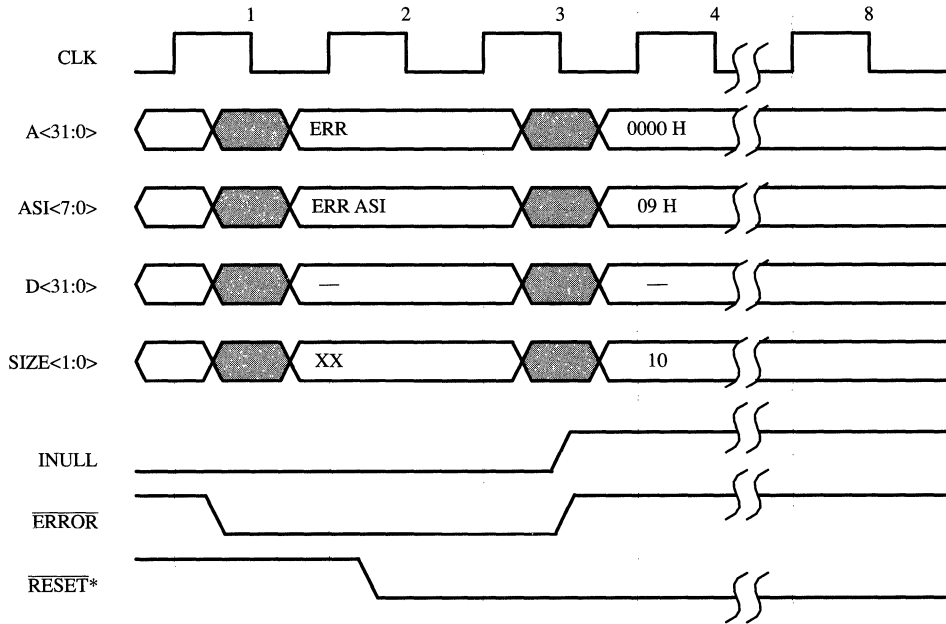 1 2 3 4 8
CLK
A<31:0> ERR 0000 H
ASI<7:0> ERR ASI 09 H
D<31:0> — —
SIZE<1:0> XX 10
INULL
ERROR
RESET*